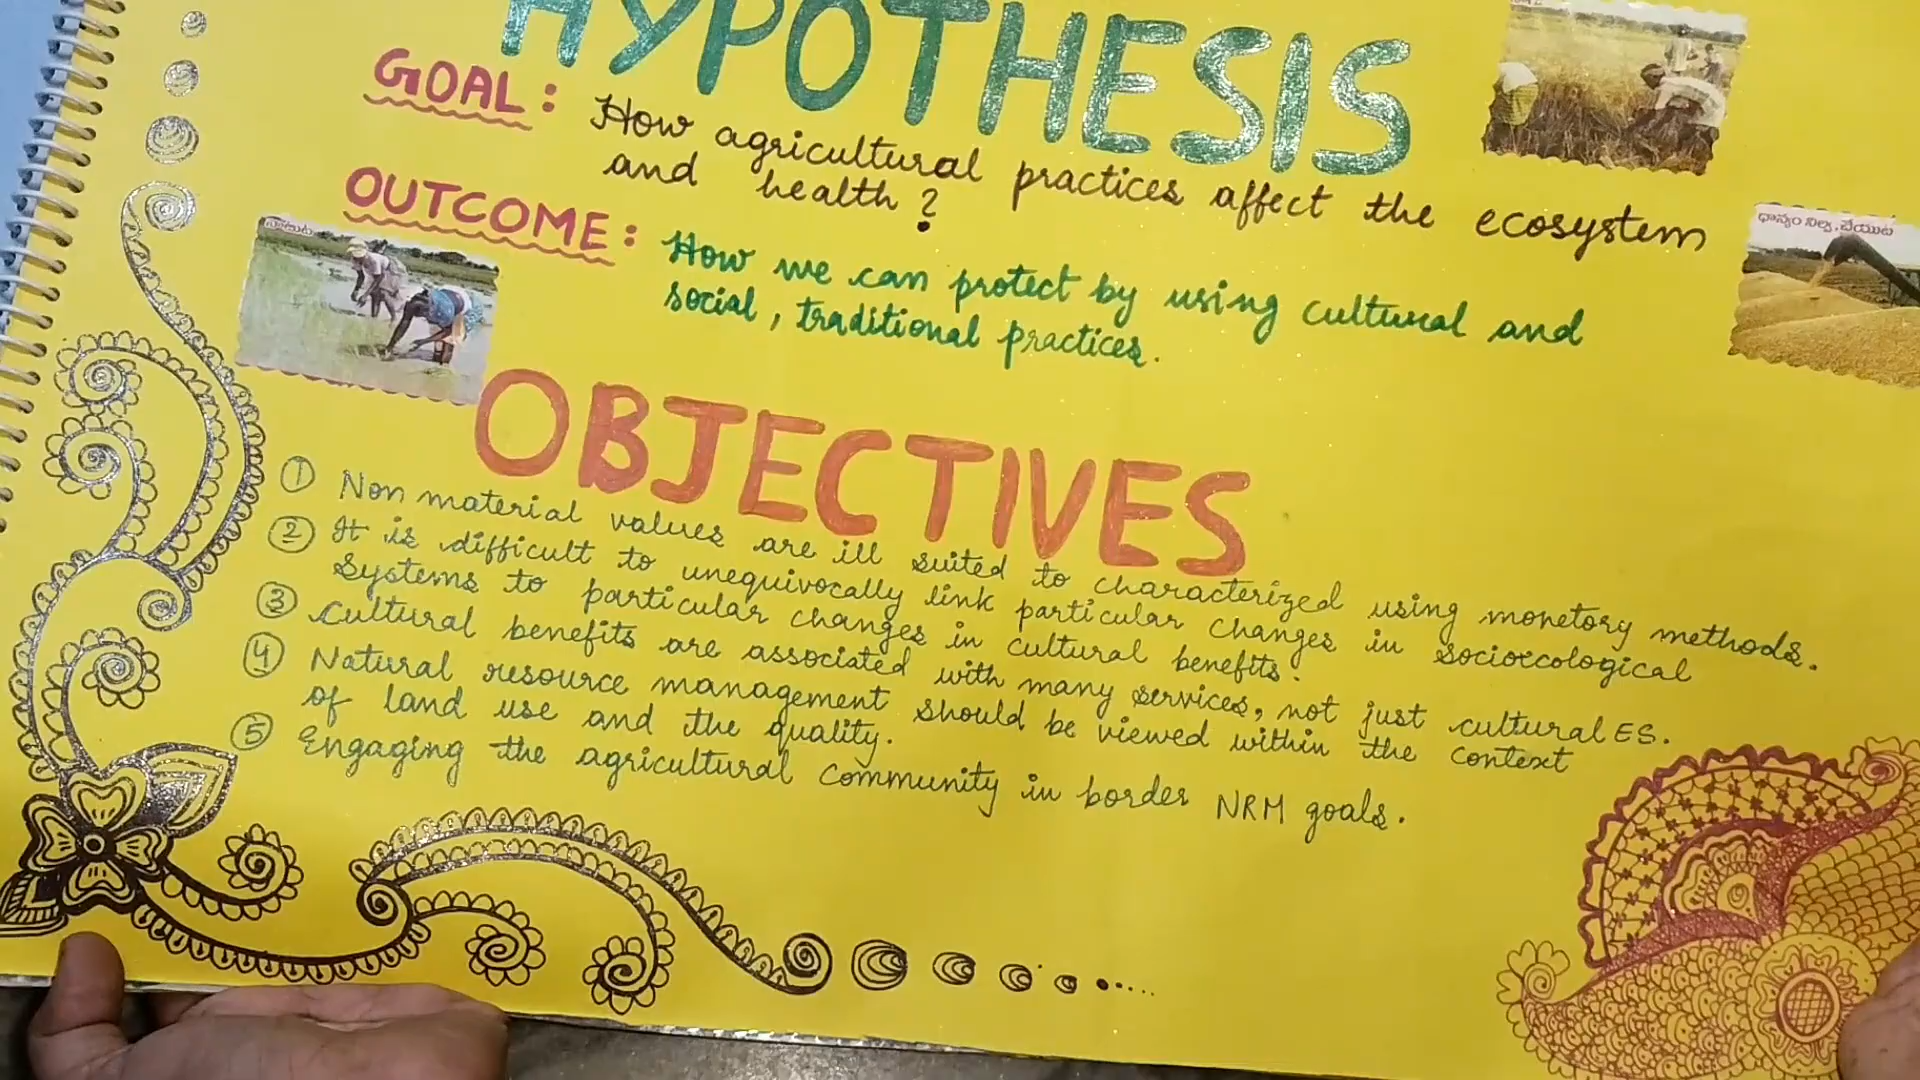 HYPOTHESIS
GOAL: How agricultural practices affect the ecosystem
and health?
OUTCOME: How we can protect by using cultural and
social, traditional practices.
ధాన్యం నిల్వ చేయుట
OBJECTIVES
① Non material values are ill suited to characterized using monetory methods.
② It is difficult to unequivocally link particular changes in socioecological
systems to particular changes in cultural benefits.
③ Cultural benefits are associated with many services, not just cultural ES.
④ Natural resource management should be viewed within the context
of land use and the quality.
⑤ Engaging the agricultural community in border NRM goals.